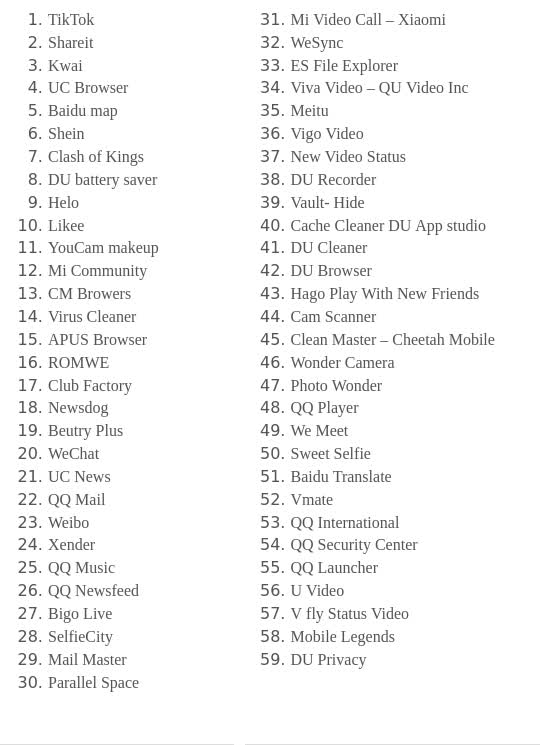 1. TikTok
2. Shareit
3. Kwai
4. UC Browser
5. Baidu map
6. Shein
7. Clash of Kings
8. DU battery saver
9. Helo
10. Likee
11. YouCam makeup
12. Mi Community
13. CM Browers
14. Virus Cleaner
15. APUS Browser
16. ROMWE
17. Club Factory
18. Newsdog
19. Beutry Plus
20. WeChat
21. UC News
22. QQ Mail
23. Weibo
24. Xender
25. QQ Music
26. QQ Newsfeed
27. Bigo Live
28. SelfieCity
29. Mail Master
30. Parallel Space
31. Mi Video Call – Xiaomi
32. WeSync
33. ES File Explorer
34. Viva Video – QU Video Inc
35. Meitu
36. Vigo Video
37. New Video Status
38. DU Recorder
39. Vault- Hide
40. Cache Cleaner DU App studio
41. DU Cleaner
42. DU Browser
43. Hago Play With New Friends
44. Cam Scanner
45. Clean Master – Cheetah Mobile
46. Wonder Camera
47. Photo Wonder
48. QQ Player
49. We Meet
50. Sweet Selfie
51. Baidu Translate
52. Vmate
53. QQ International
54. QQ Security Center
55. QQ Launcher
56. U Video
57. V fly Status Video
58. Mobile Legends
59. DU Privacy